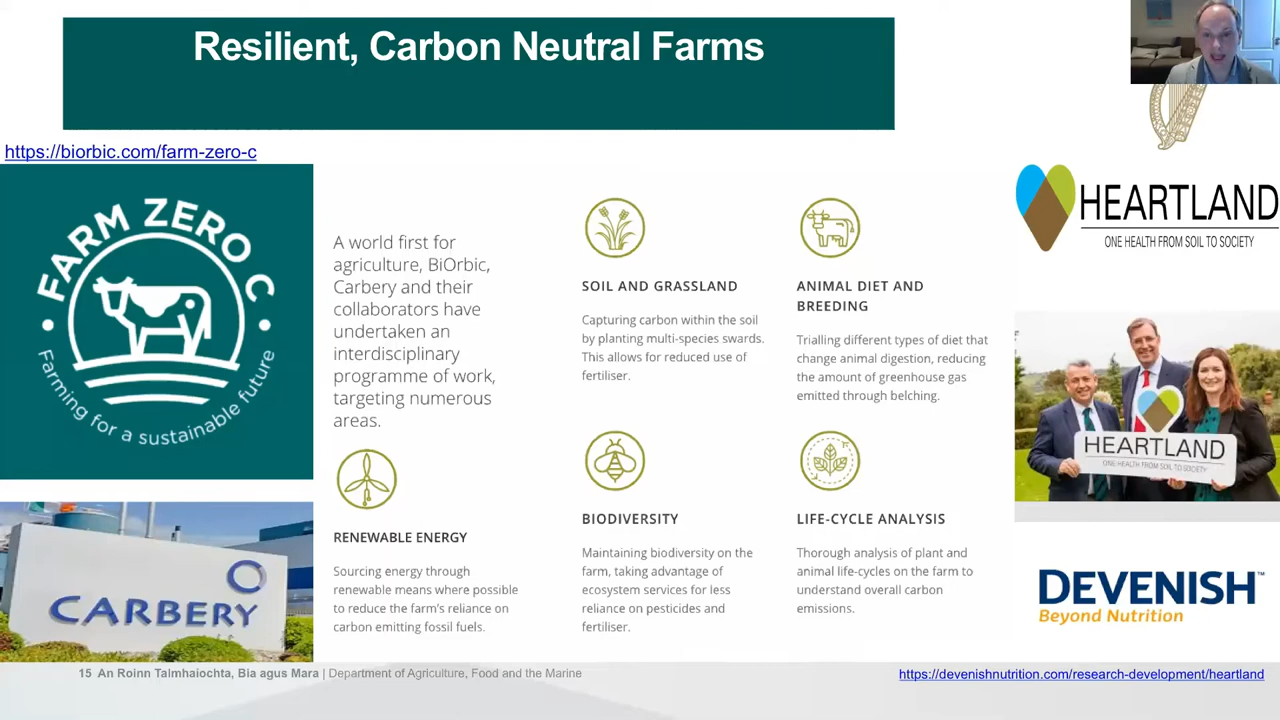 Resilient, Carbon Neutral Farms
https://biorbic.com/farm-zero-c
FARM ZERO C
Farming for a sustainable future
CARBERY
A world first for
agriculture, BiOrbic,
Carbery and their
collaborators have
undertaken an
interdisciplinary
programme of work,
targeting numerous
areas.
RENEWABLE ENERGY
Sourcing energy through
renewable means where possible
to reduce the farm's reliance on
carbon emitting fossil fuels.
SOIL AND GRASSLAND
Capturing carbon within the soil
by planting multi-species swards.
This allows for reduced use of
fertiliser.
BIODIVERSITY
Maintaining biodiversity on the
farm, taking advantage of
ecosystem services for less
reliance on pesticides and
fertiliser.
ANIMAL DIET AND
BREEDING
Trialling different types of diet that
change animal digestion, reducing
the amount of greenhouse gas
emitted through belching.
LIFE-CYCLE ANALYSIS
Thorough analysis of plant and
animal life-cycles on the farm to
understand overall carbon
emissions.
HEARTLAND
ONE HEALTH FROM SOIL TO SOCIETY
HEARTLAND
ONE HEALTH FROM SOIL TO SOCIETY
DEVENISH™
Beyond Nutrition
15 An Roinn Talmhaíochta, Bia agus Mara | Department of Agriculture, Food and the Marine
https://devenishnutrition.com/research-development/heartland